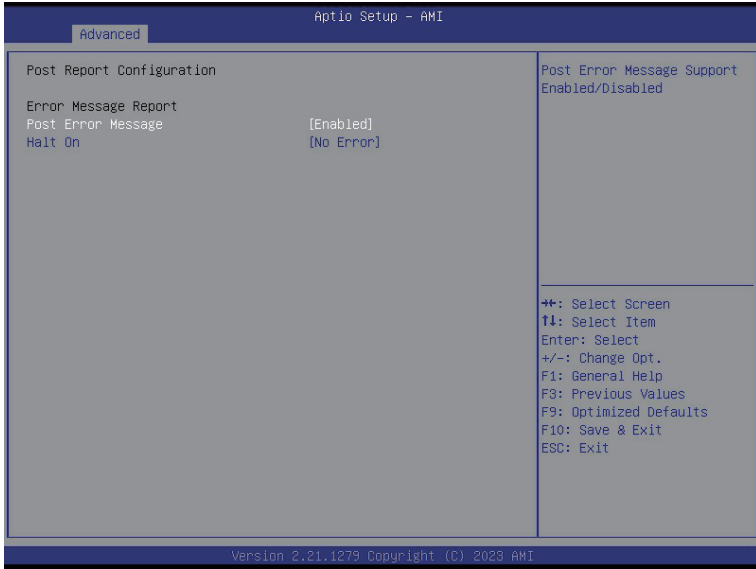 Aptio Setup – AMI
Advanced
Post Report Configuration
Error Message Report
Post Error Message [Enabled]
Halt On [No Error]
Post Error Message Support
Enabled/Disabled
→←: Select Screen
↑↓: Select Item
Enter: Select
+/-: Change Opt.
F1: General Help
F3: Previous Values
F9: Optimized Defaults
F10: Save & Exit
ESC: Exit
Version 2.21.1279 Copyright (C) 2023 AMI